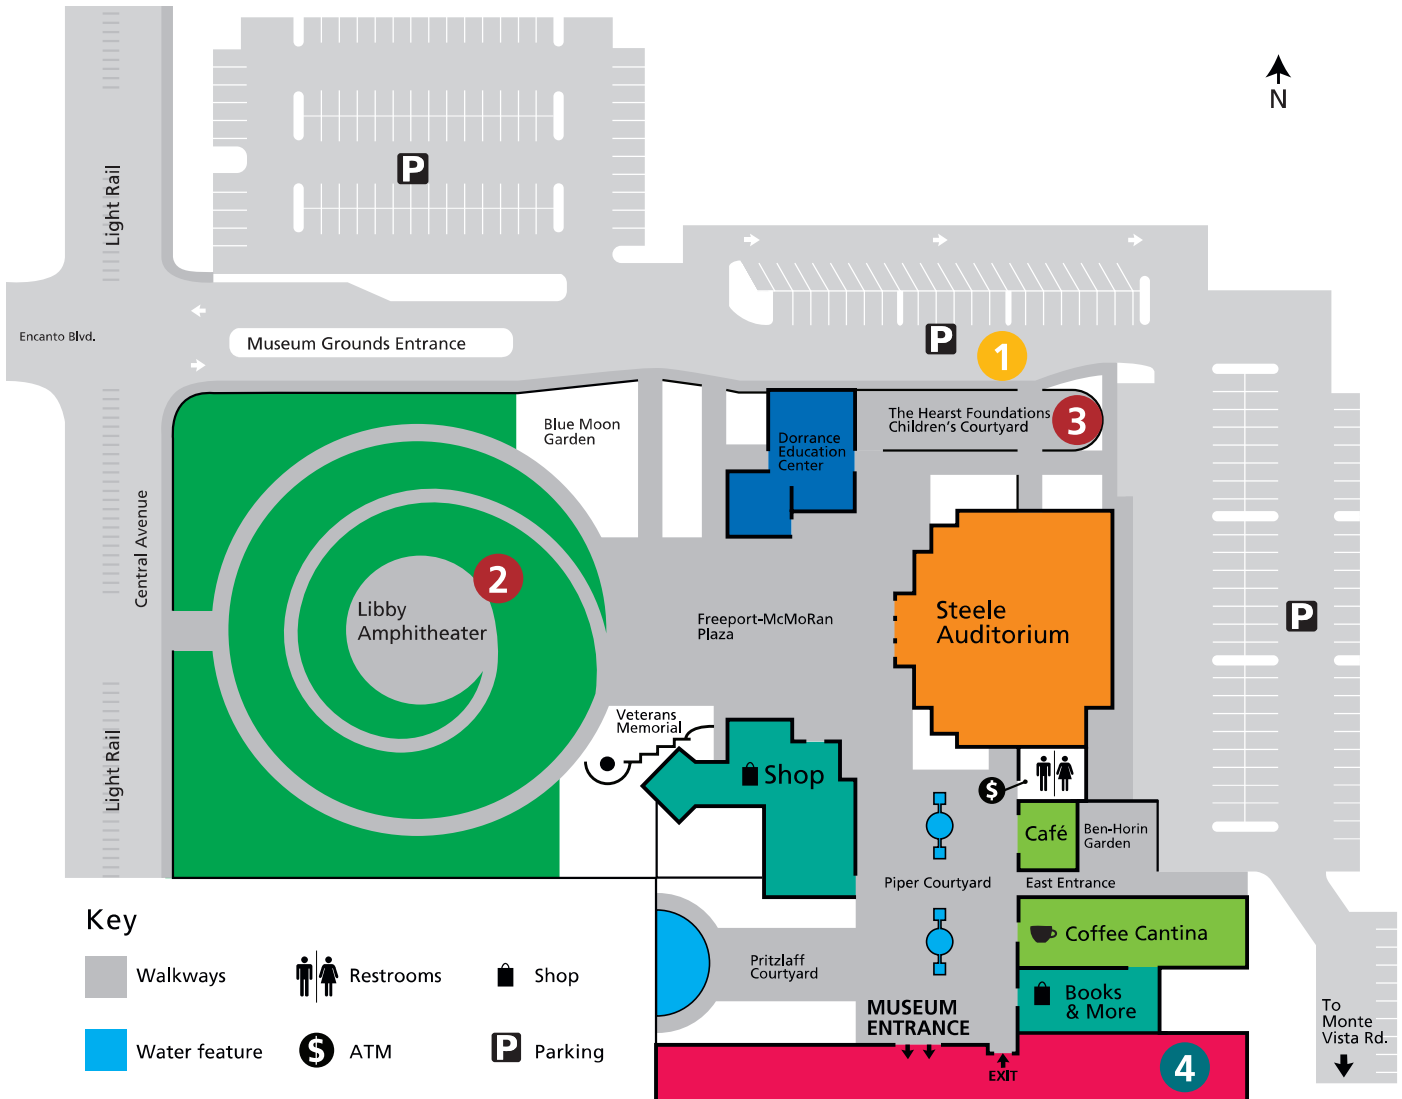 N
Light Rail
P
Encanto Blvd.
Museum Grounds Entrance
P
1
Blue Moon
Garden
Dorrance
Education
Center
The Hearst Foundations
Children's Courtyard
3
Central Avenue
2
Libby
Amphitheater
Freeport-McMoRan
Plaza
Steele
Auditorium
P
Veterans
Memorial
Light Rail
Shop
$
Café
Ben-Horin
Garden
Piper Courtyard
East Entrance
Coffee Cantina
Pritzlaff
Courtyard
Books
& More
MUSEUM
ENTRANCE
EXIT
4
To
Monte
Vista Rd.
Key
Walkways
Restrooms
Shop
Water feature
$ ATM
P Parking